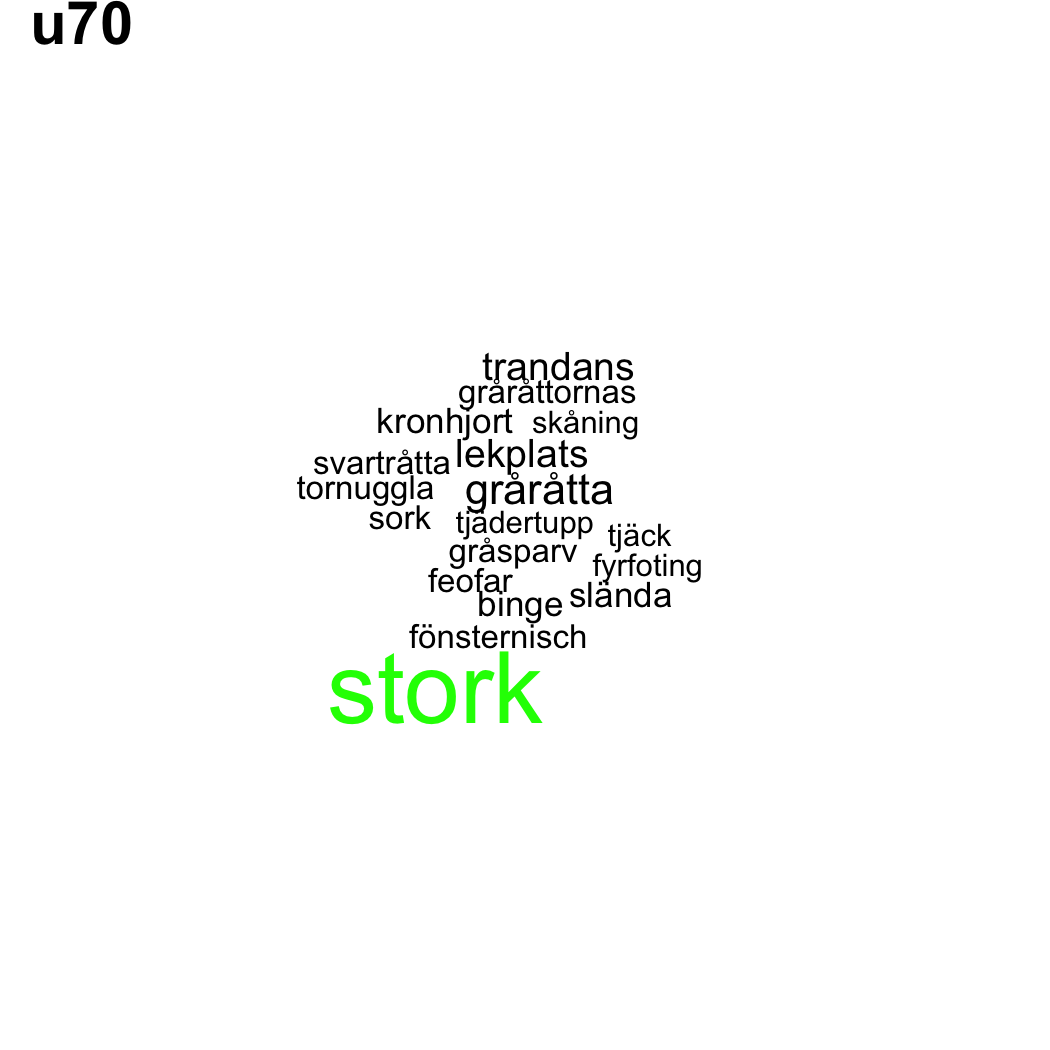 u70
trandans
gråråttornas
kronhjort skåning
svartråtta lekplats
tornuggla gråråtta
sork tjädertupp tjäck
gråsparv fyrfoting
feofar slända
binge
fönsternisch
stork